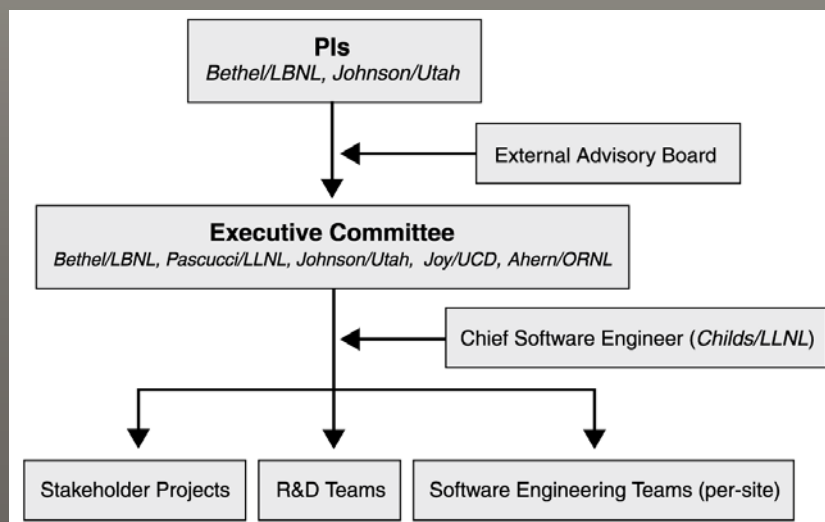 PIs
Bethel/LBNL, Johnson/Utah
External Advisory Board
Executive Committee
Bethel/LBNL, Pascucci/LLNL, Johnson/Utah, Joy/UCD, Ahern/ORNL
Chief Software Engineer (Childs/LLNL)
Stakeholder Projects
R&D Teams
Software Engineering Teams (per-site)